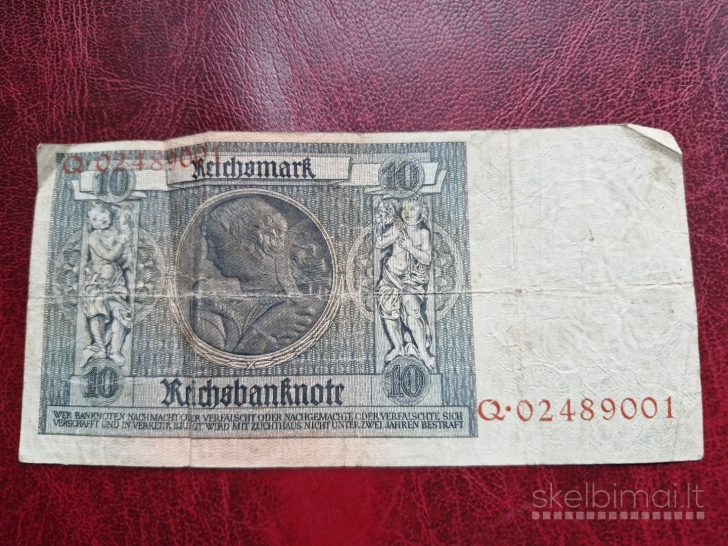 Q·02489001
10 Reichsmark 10
10 Reichsbanknote 10
WER BANKNOTEN NACHMACHT ODER VERFÄLSCHT ODER NACHGEMACHTE ODER VERFÄLSCHTE SICH
VERSCHAFFT UND IN VERKEHR BRINGT WIRD MIT ZUCHTHAUS NICHT UNTER ZWEI JAHREN BESTRAFT
Q·02489001
skelbimai.lt